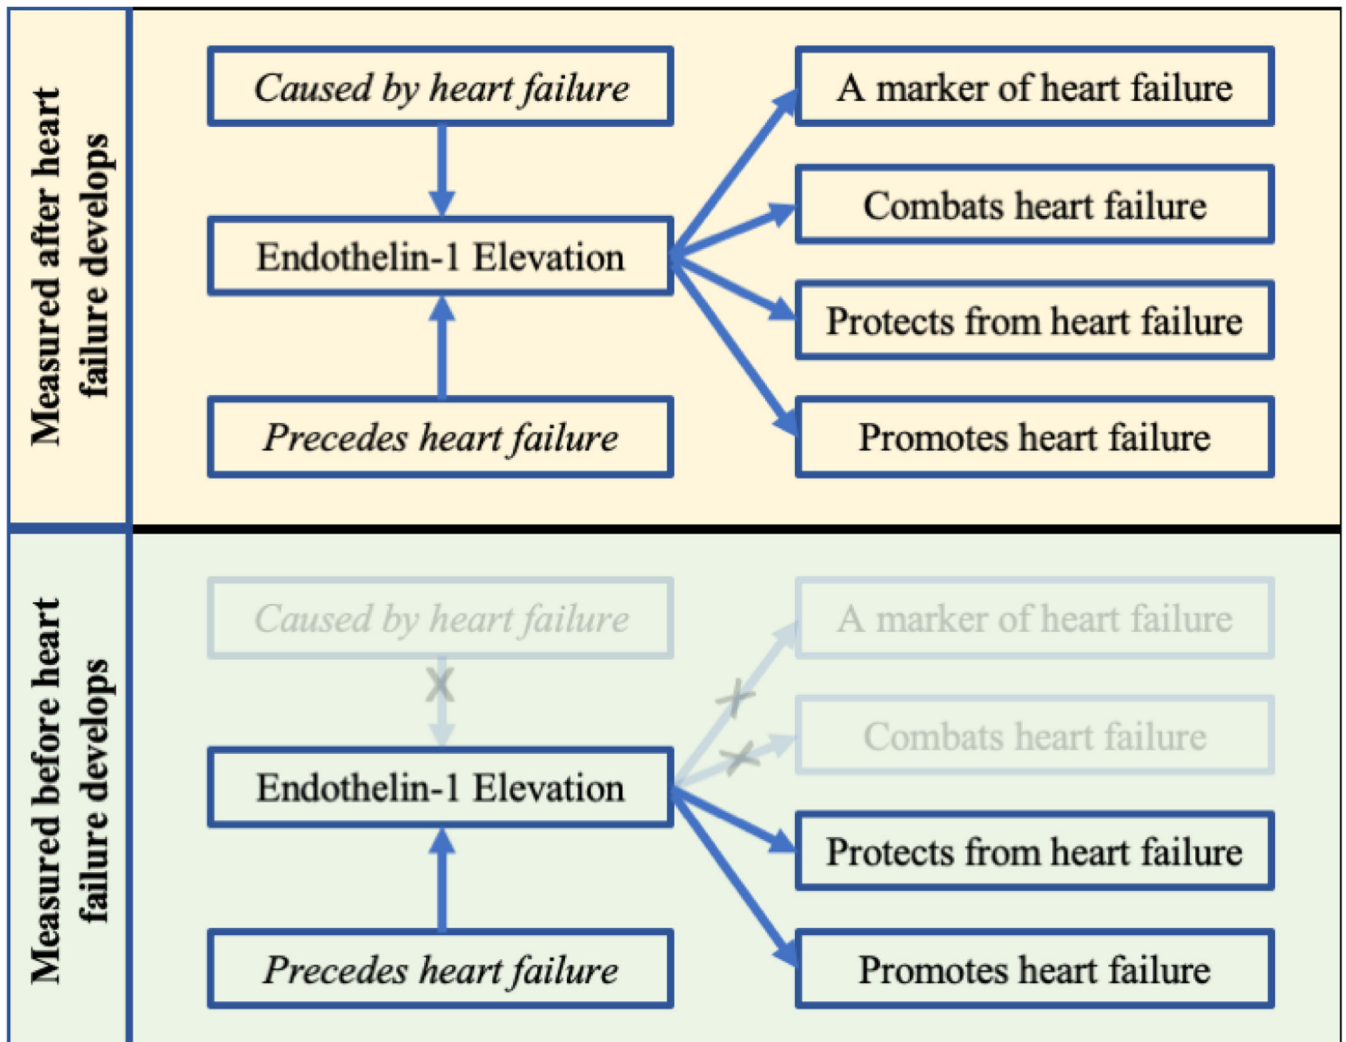 Measured after heart
failure develops
Caused by heart failure
Endothelin-1 Elevation
Precedes heart failure
A marker of heart failure
Combats heart failure
Protects from heart failure
Promotes heart failure
Measured before heart
failure develops
Caused by heart failure
X
Endothelin-1 Elevation
Precedes heart failure
X
X
A marker of heart failure
Combats heart failure
Protects from heart failure
Promotes heart failure